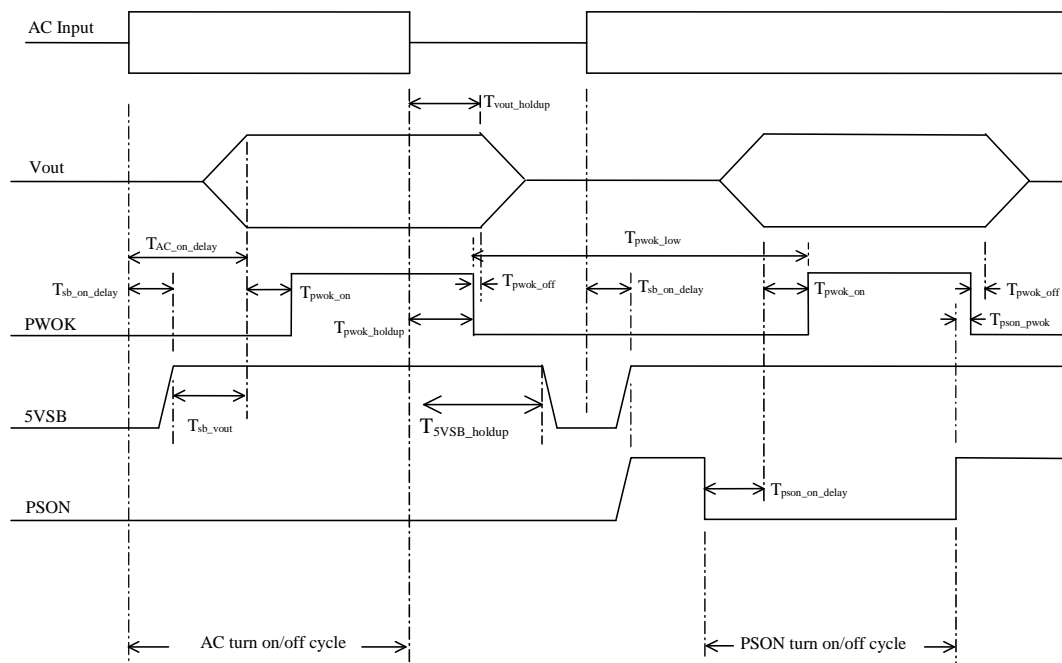 AC Input
T_vout_holdup
Vout
T_AC_on_delay
T_pwok_low
T_sb_on_delay
T_pwok_on
T_pwok_off
T_sb_on_delay
T_pwok_on
T_pwok_off
PWOK
T_pwok_holdup
T_pson_pwok
5VSB
T_sb_vout
T_5VSB_holdup
PSON
T_pson_on_delay
AC turn on/off cycle
PSON turn on/off cycle